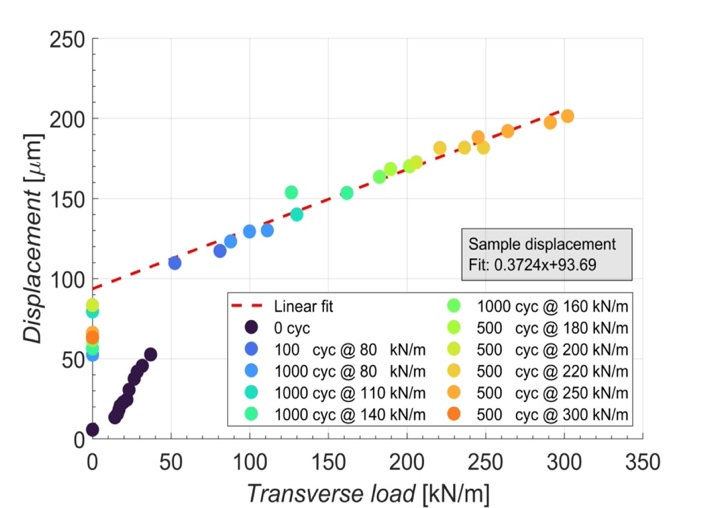 250
200
150
100
50
0
Displacement [μm]
Sample displacement
Fit: 0.3724x+93.69
Linear fit
0 cyc
100 cyc @ 80 kN/m
1000 cyc @ 80 kN/m
1000 cyc @ 110 kN/m
1000 cyc @ 140 kN/m
1000 cyc @ 160 kN/m
500 cyc @ 180 kN/m
500 cyc @ 200 kN/m
500 cyc @ 220 kN/m
500 cyc @ 250 kN/m
500 cyc @ 300 kN/m
0 50 100 150 200 250 300 350
Transverse load [kN/m]